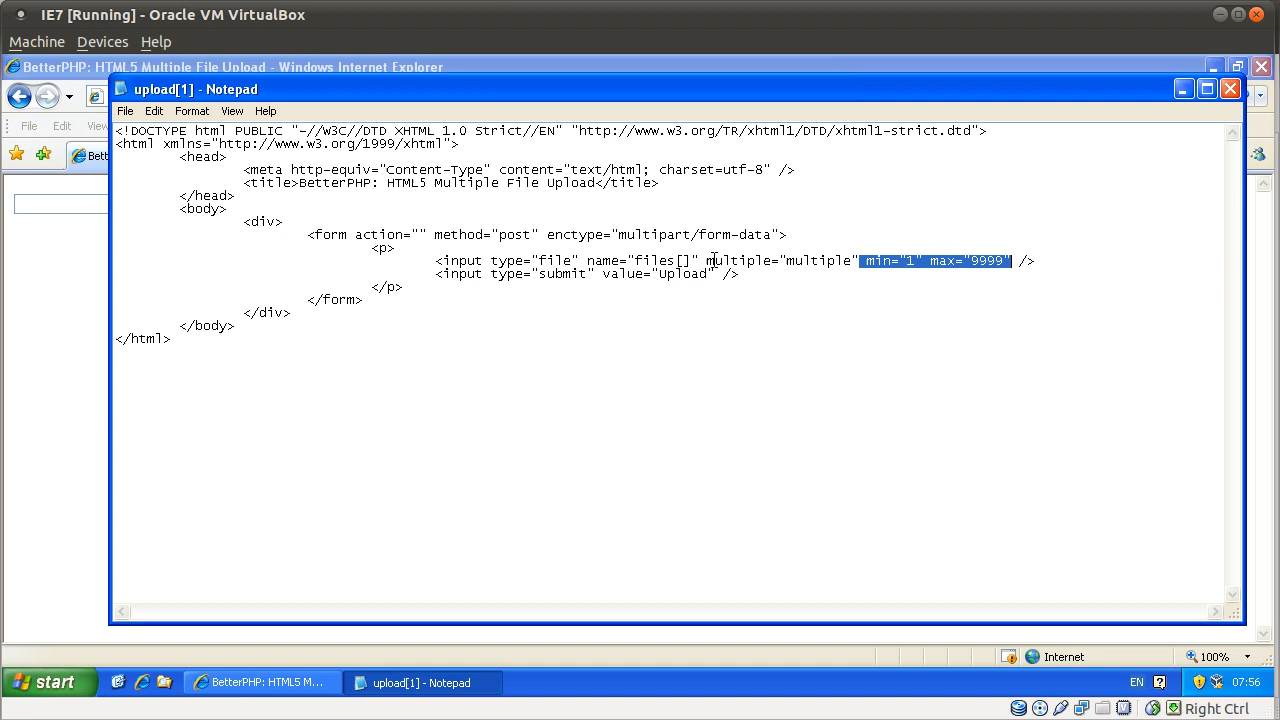 IE7 [Running] - Oracle VM VirtualBox
Machine Devices Help
BetterPHP: HTML5 Multiple File Upload - Windows Internet Explorer
upload[1] - Notepad
File Edit Format View Help
File Edit View
Bett
<!DOCTYPE html PUBLIC "-//W3C//DTD XHTML 1.0 Strict//EN" "http://www.w3.org/TR/xhtml1/DTD/xhtml1-strict.dtd">
<html xmlns="http://www.w3.org/1999/xhtml">
<head>
<meta http-equiv="Content-Type" content="text/html; charset=utf-8" />
<title>BetterPHP: HTML5 Multiple File Upload</title>
</head>
<body>
<div>
<form action="" method="post" enctype="multipart/form-data">
<p>
<input type="file" name="files[]" multiple="multiple" min="1" max="9999" />
<input type="submit" value="Upload" />
</p>
</form>
</div>
</body>
</html>
Internet 100%
start BetterPHP: HTML5 M... upload[1] - Notepad EN 07:56
Right Ctrl